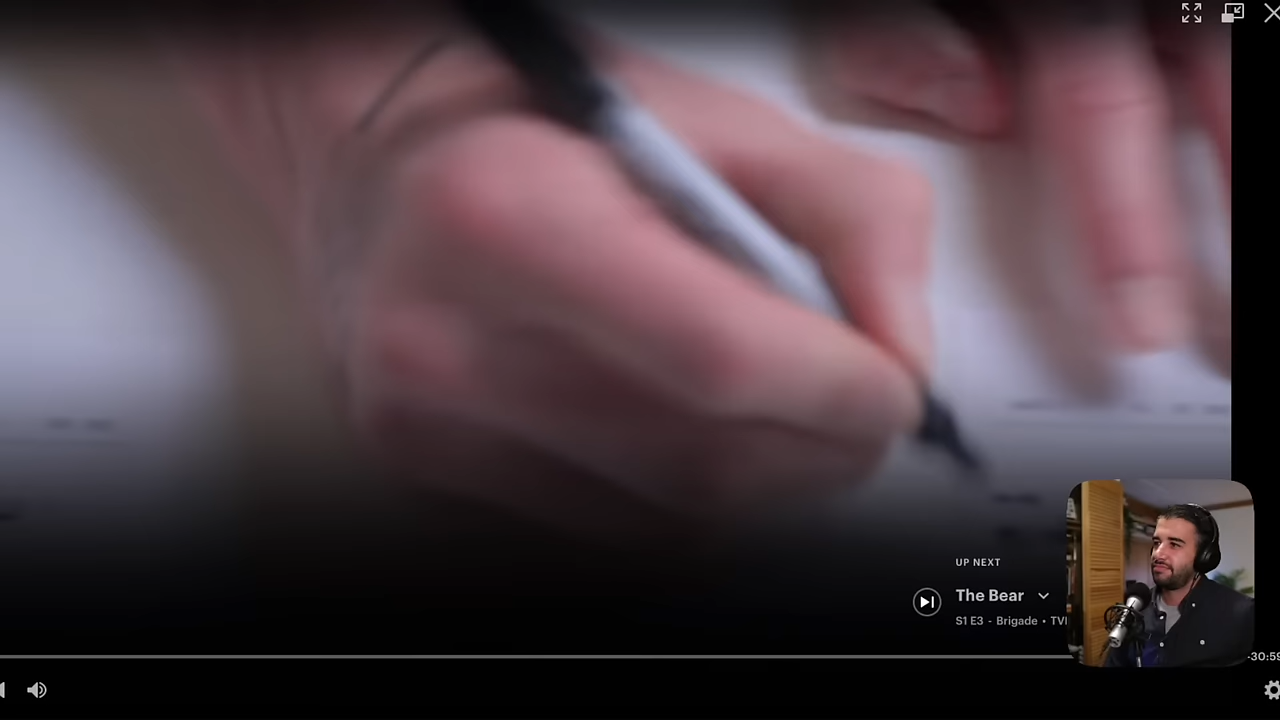 UP NEXT
The Bear
S1 E3 - Brigade • TV
-30:59